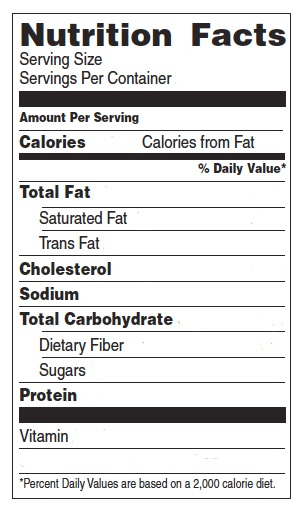 Nutrition Facts
Serving Size
Servings Per Container
Amount Per Serving
Calories Calories from Fat
% Daily Value*
Total Fat
Saturated Fat
Trans Fat
Cholesterol
Sodium
Total Carbohydrate
Dietary Fiber
Sugars
Protein
Vitamin
*Percent Daily Values are based on a 2,000 calorie diet.